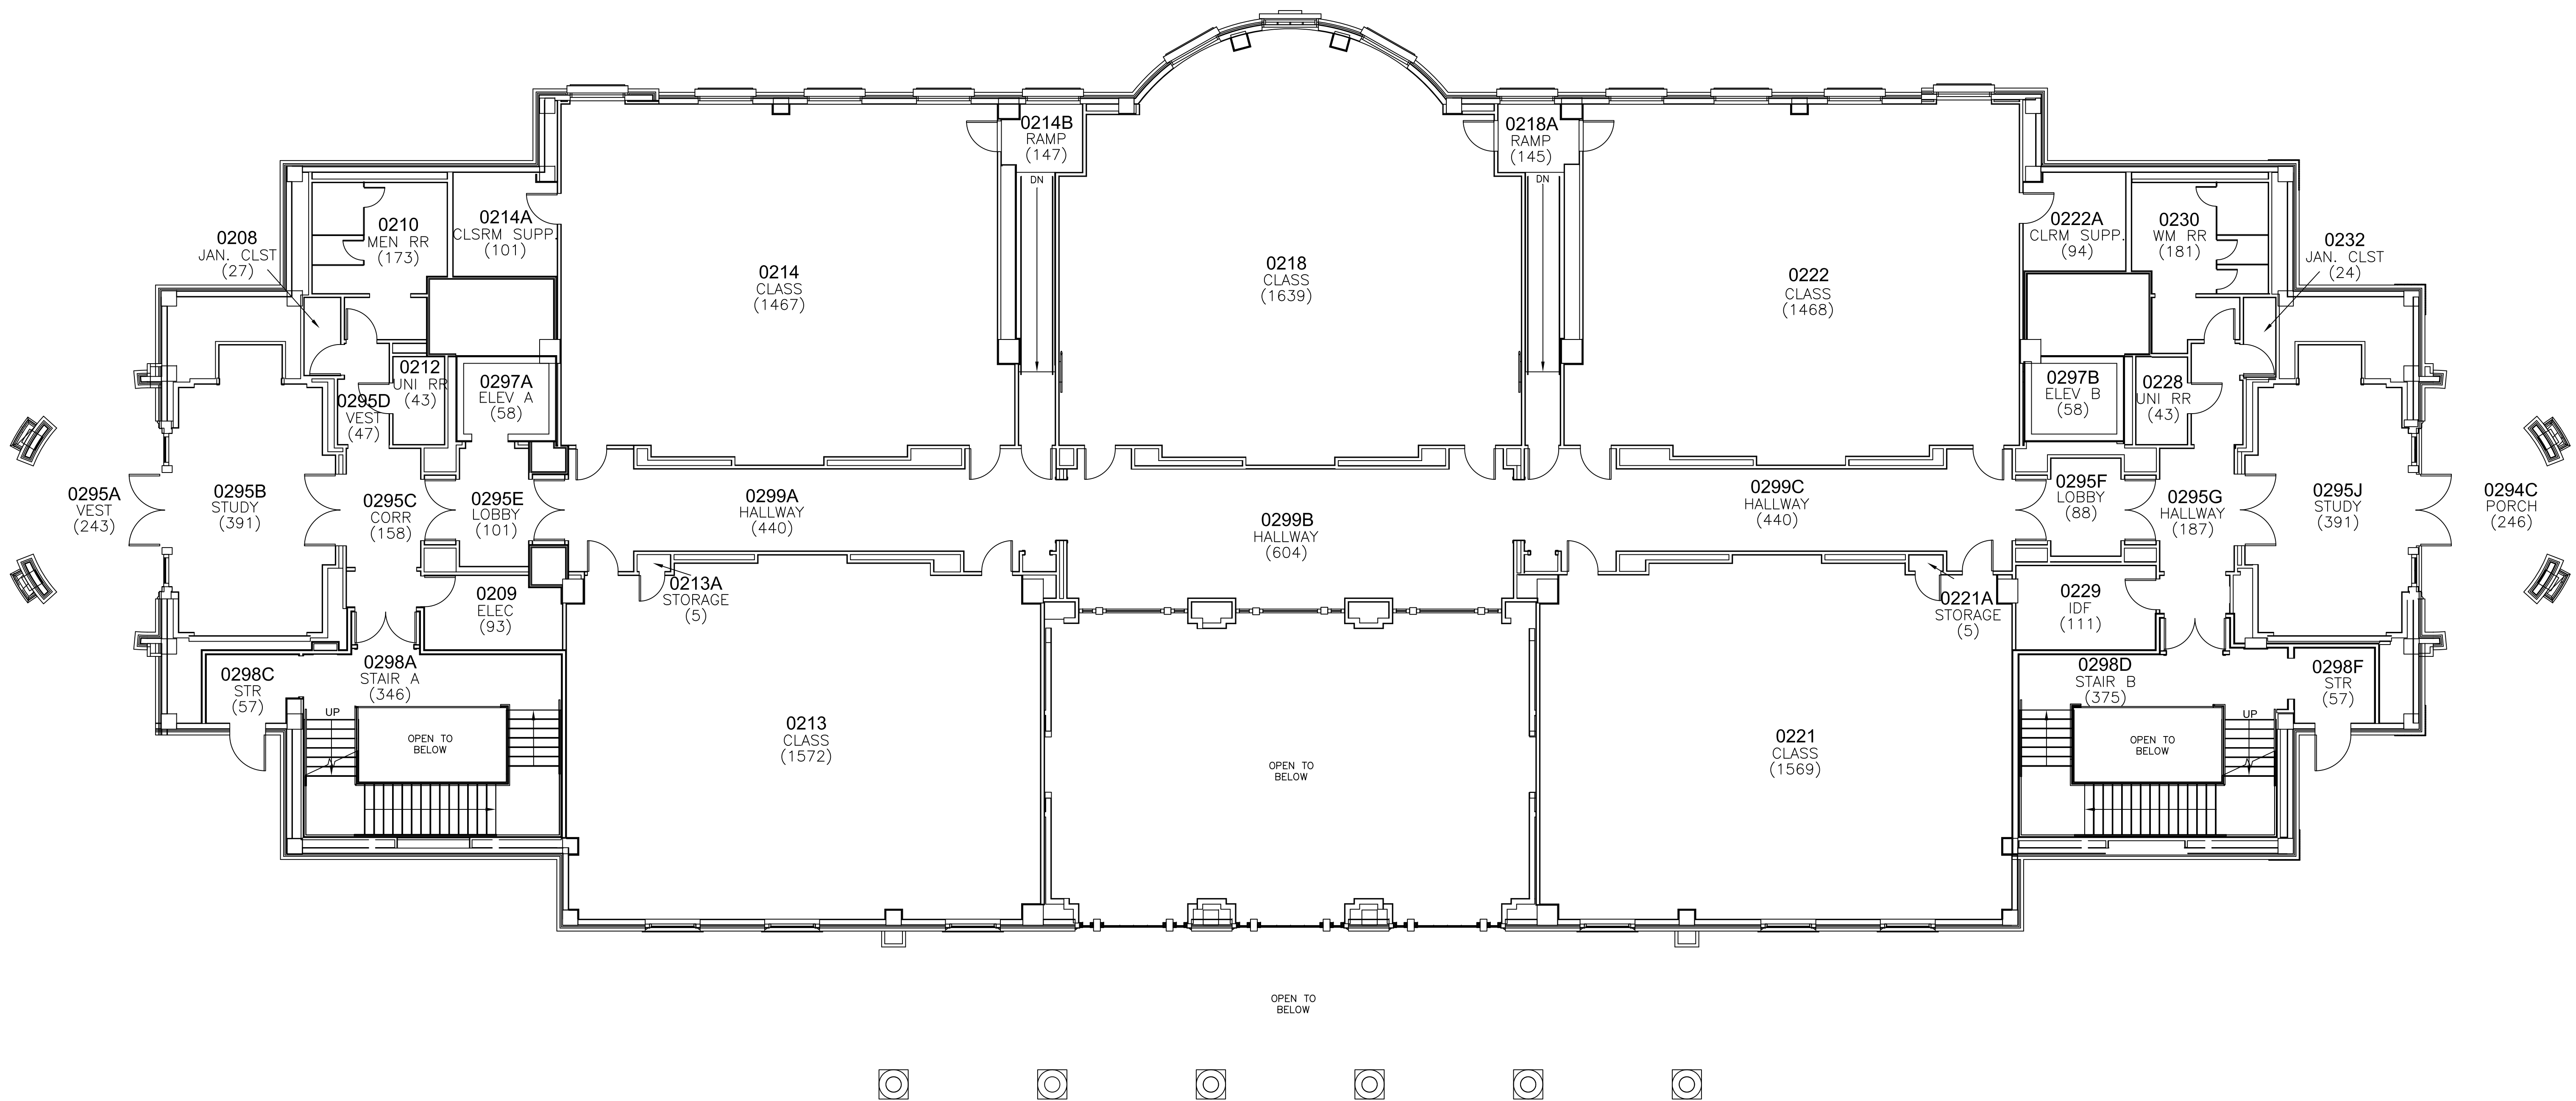 0214B
RAMP
(147)
DN
0218A
RAMP
(145)
DN
0208
JAN. CLST
(27)
0210
MEN RR
(173)
0214A
CLSRM SUPP.
(101)
0214
CLASS
(1467)
0218
CLASS
(1639)
0222
CLASS
(1468)
0222A
CLRM SUPP.
(94)
0230
WM RR
(181)
0232
JAN. CLST
(24)
0212
UNI RR
(43)
0297A
ELEV A
(58)
0295D
VEST
(47)
0297B
ELEV B
(58)
0228
UNI RR
(43)
0295A
VEST
(243)
0295B
STUDY
(391)
0295C
CORR
(158)
0295E
LOBBY
(101)
0299A
HALLWAY
(440)
0299B
HALLWAY
(604)
0299C
HALLWAY
(440)
0295F
LOBBY
(88)
0295G
HALLWAY
(187)
0295J
STUDY
(391)
0294C
PORCH
(246)
0209
ELEC
(93)
0213A
STORAGE
(5)
0221A
STORAGE
(5)
0229
IDF
(111)
0298C
STR
(57)
0298A
STAIR A
(346)
UP
OPEN TO
BELOW
0213
CLASS
(1572)
OPEN TO
BELOW
0221
CLASS
(1569)
0298D
STAIR B
(375)
UP
OPEN TO
BELOW
0298F
STR
(57)
OPEN TO
BELOW